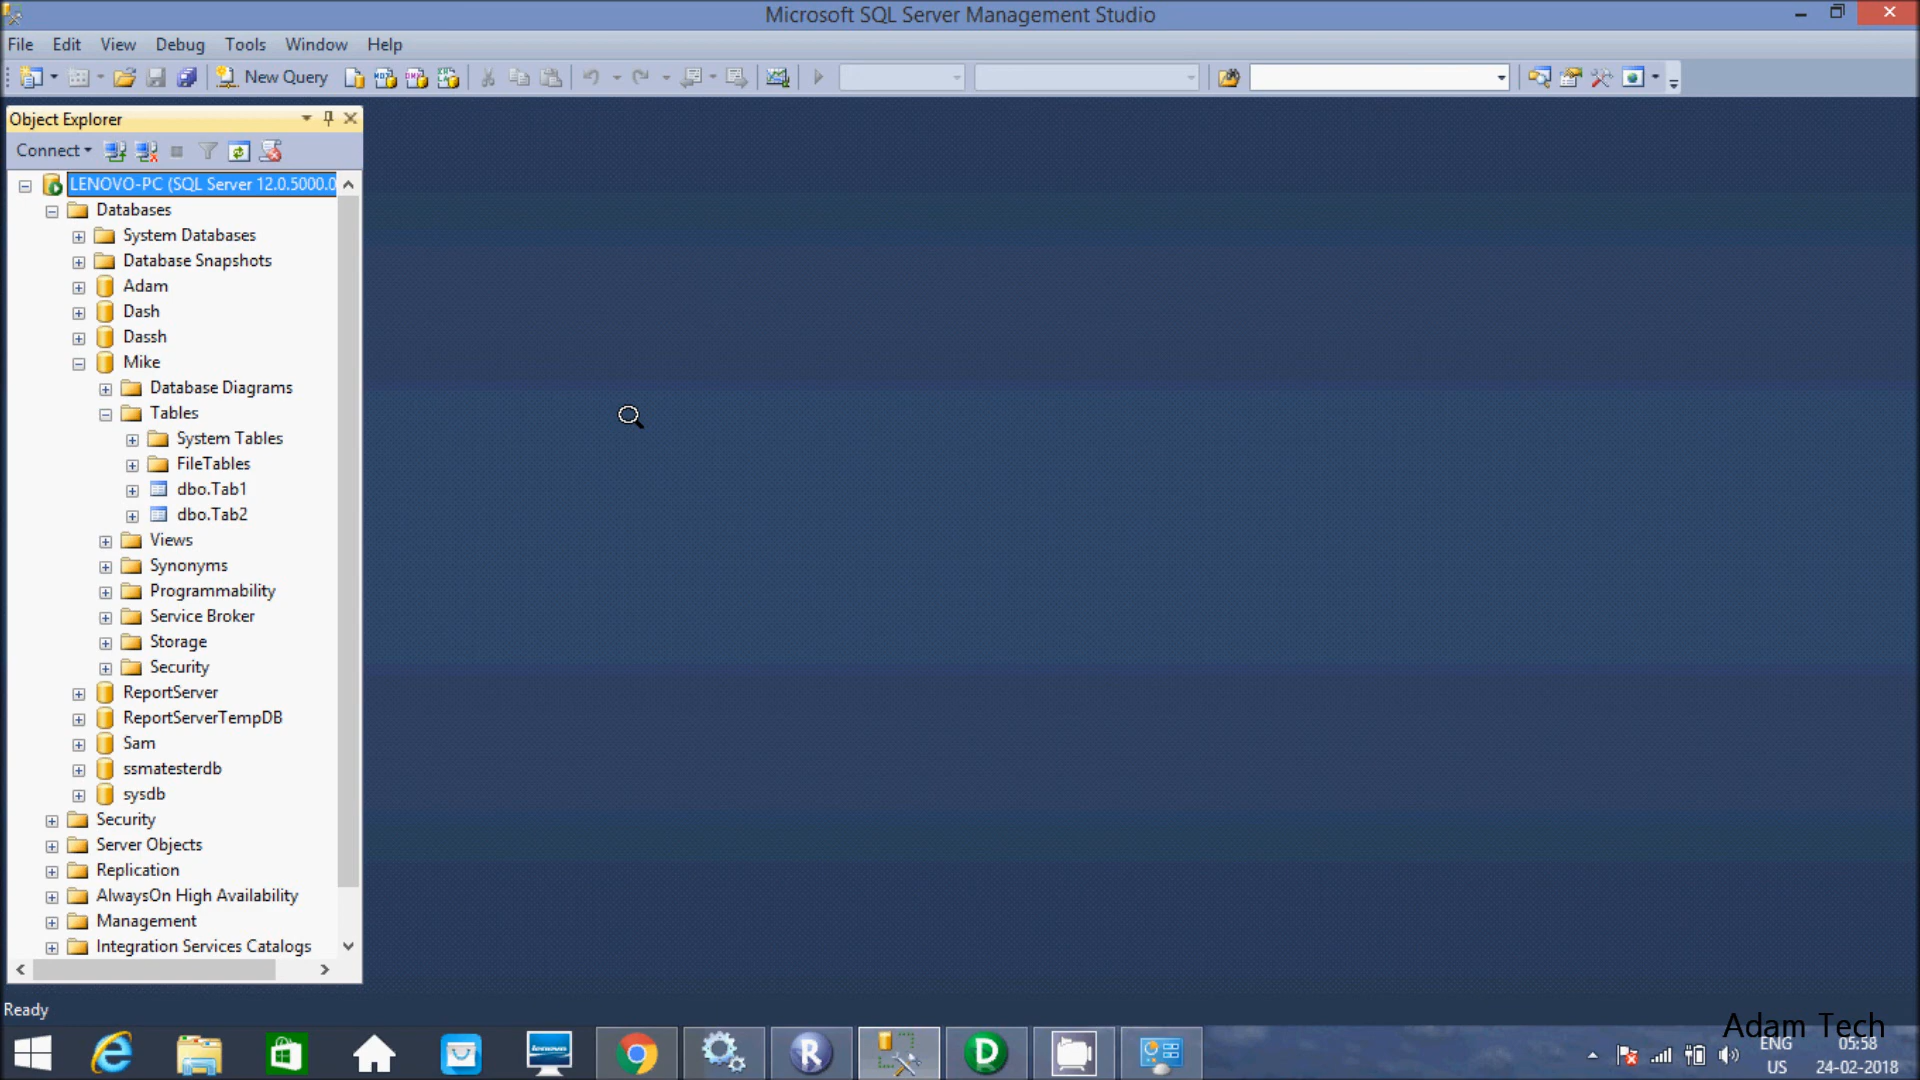 Microsoft SQL Server Management Studio
File Edit View Debug Tools Window Help
New Query
Object Explorer
Connect
LENOVO-PC (SQL Server 12.0.5000.0
Databases
System Databases
Database Snapshots
Adam
Dash
Dassh
Mike
Database Diagrams
Tables
System Tables
FileTables
dbo.Tab1
dbo.Tab2
Views
Synonyms
Programmability
Service Broker
Storage
Security
ReportServer
ReportServerTempDB
Sam
ssmatesterdb
sysdb
Security
Server Objects
Replication
AlwaysOn High Availability
Management
Integration Services Catalogs
Ready
Adam Tech
ENG 05:58
US 24-02-2018